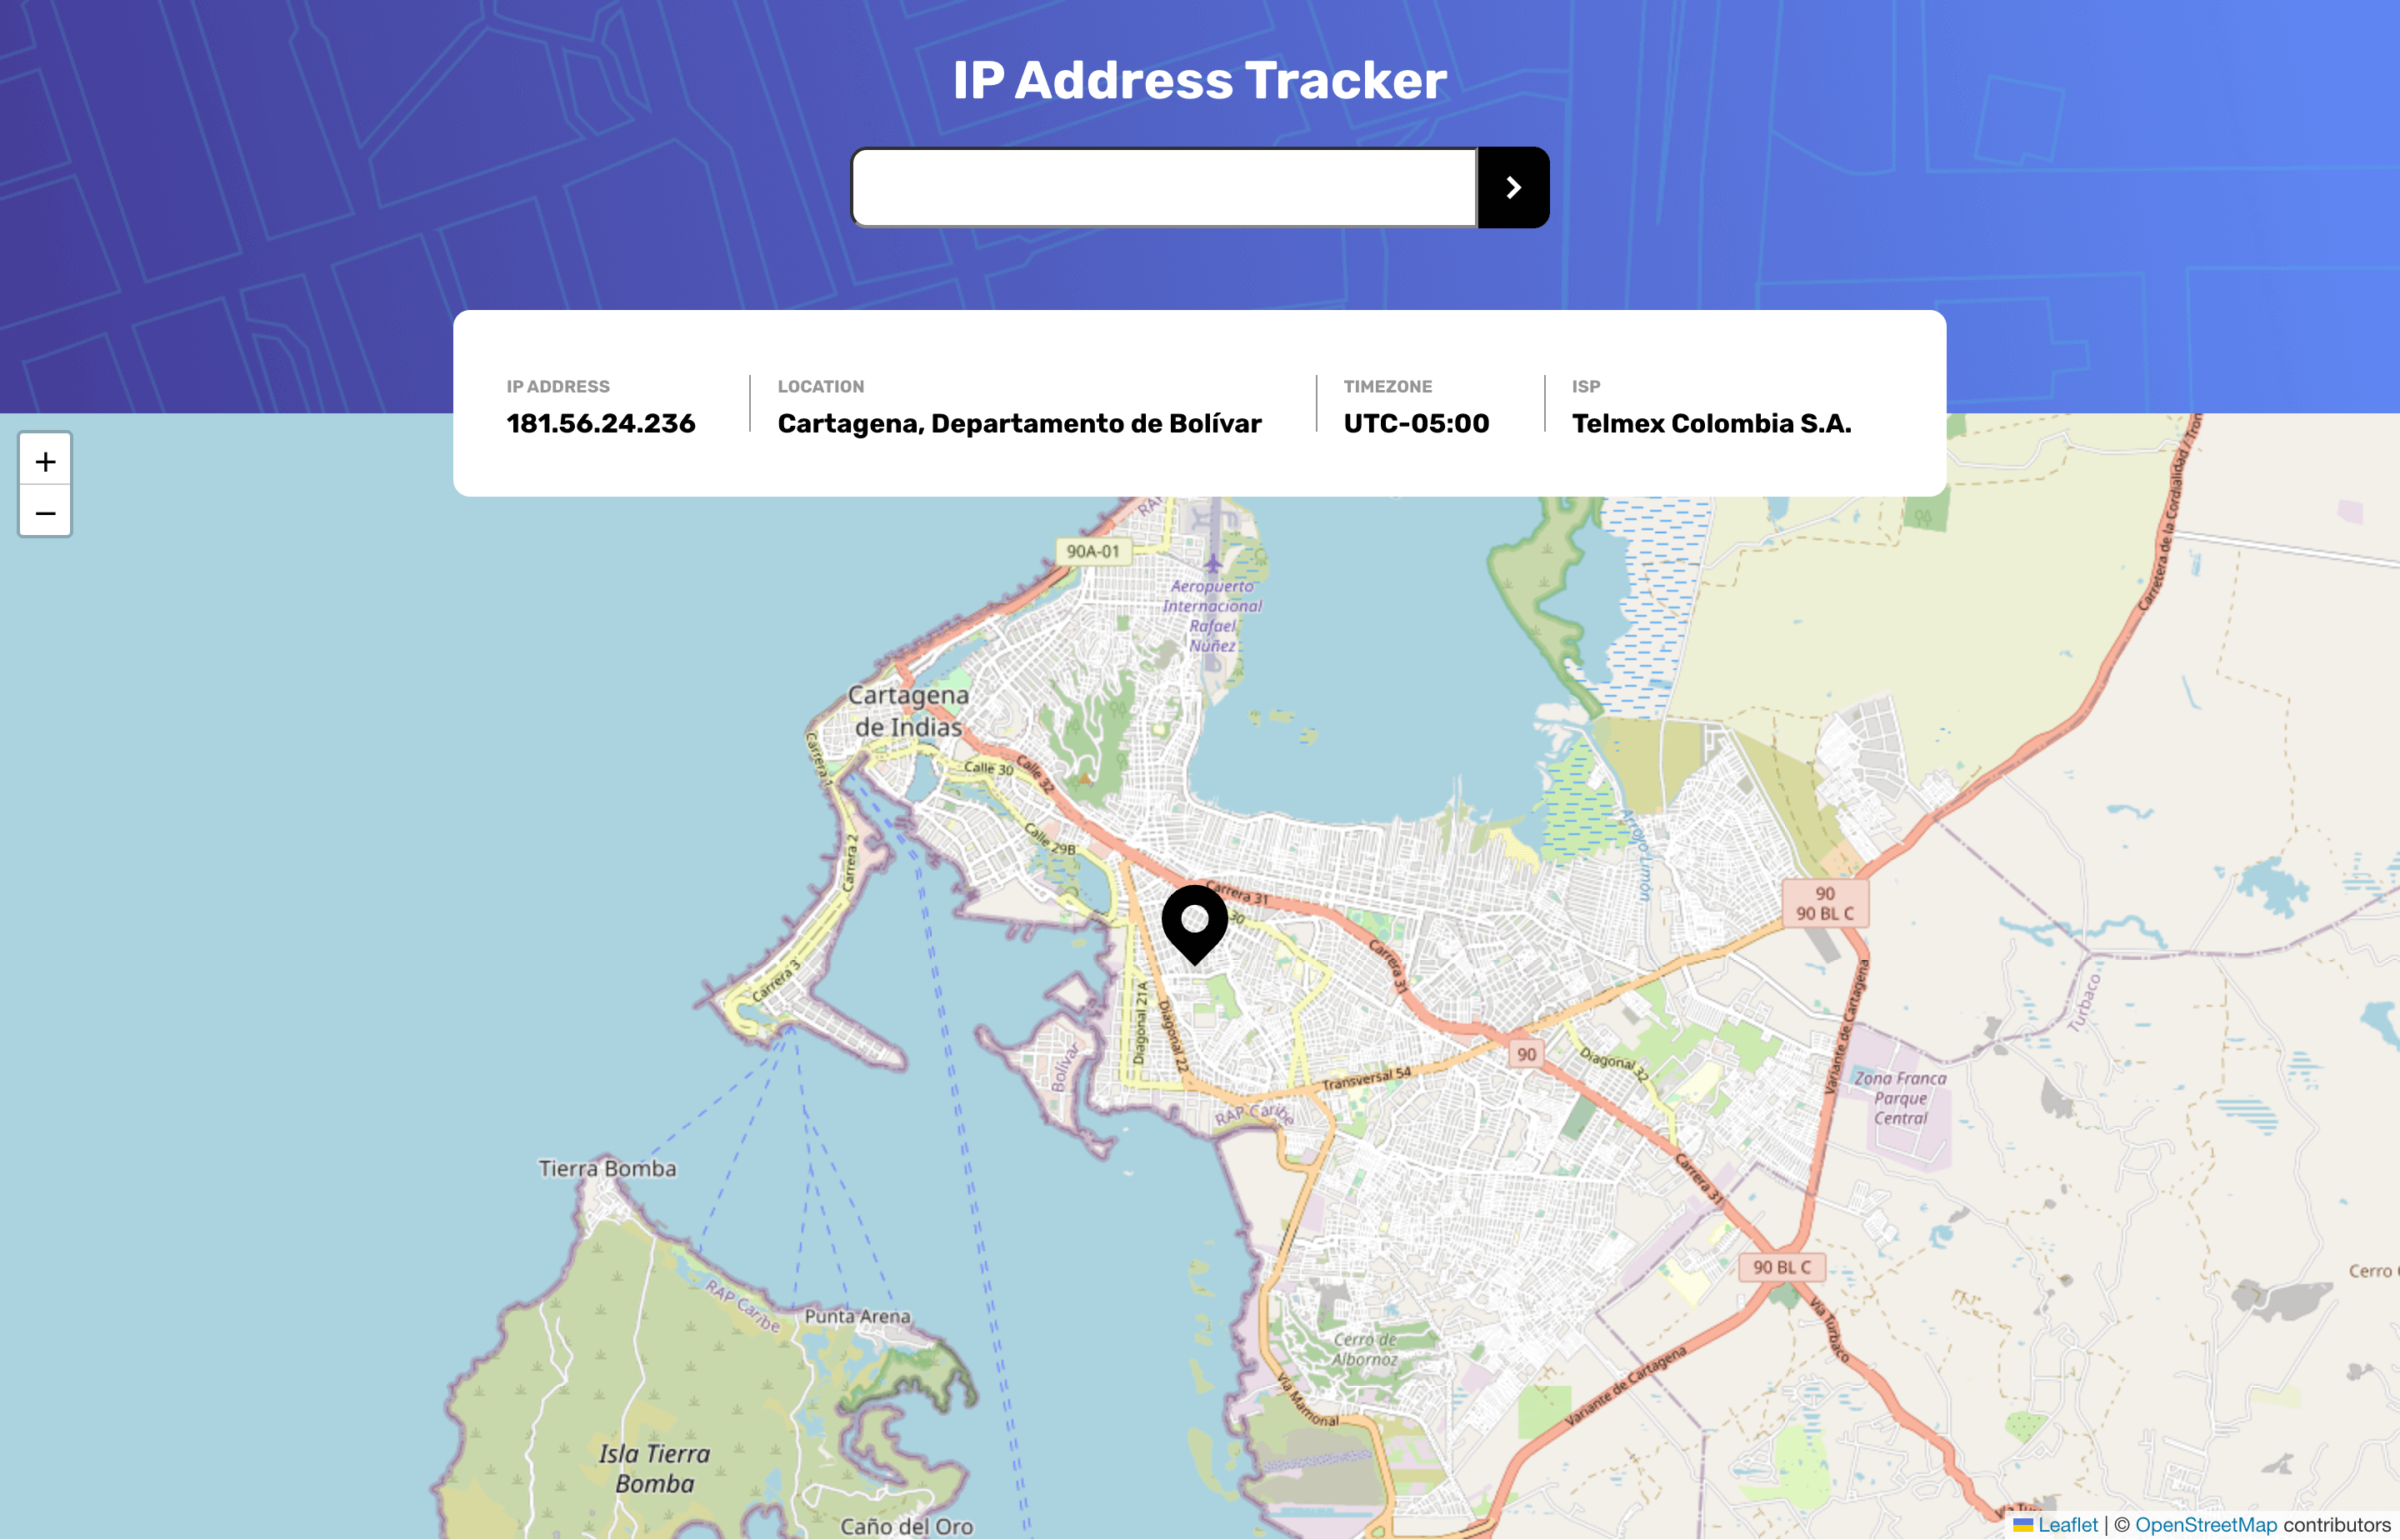 IP Address Tracker
IP ADDRESS
181.56.24.236
LOCATION
Cartagena, Departamento de Bolívar
TIMEZONE
UTC-05:00
ISP
Telmex Colombia S.A.
+
−
90A-01
Aeropuerto
Internacional
Rafael
Núñez
Carretera de la Cordialidad / Tron
Cartagena
de Indias
Carrera 1
Calle 30
Calle 32
Calle 29B
Carrera 2
Arroyo Limón
Carrera 31
30
90
90 BL C
Carrera 3
Carrera 31
Diagonal 21A
Diagonal 22
Variante de Cartagena
Turbaco
Bolívar
90
Diagonal 32
Transversal 54
Zona Franca
Parque
Central
RAP Caribe
Tierra Bomba
Carrera 31
90 BL C
Cerro
RAP Caribe
Punta Arena
Cerro de
Albornoz
Vía Turbaco
Variante de Cartagena
Vía Mamonal
Isla Tierra
Bomba
Caño del Oro
Leaflet | © OpenStreetMap contributors